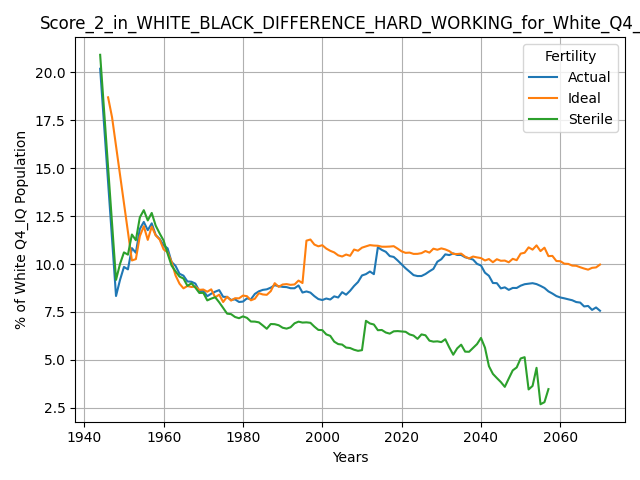 Score_2_in_WHITE_BLACK_DIFFERENCE_HARD_WORKING_for_White_Q4_
Fertility
Actual
Ideal
Sterile
% of White Q4_IQ Population
20.0
17.5
15.0
12.5
10.0
7.5
5.0
2.5
1940 1960 1980 2000 2020 2040 2060
Years